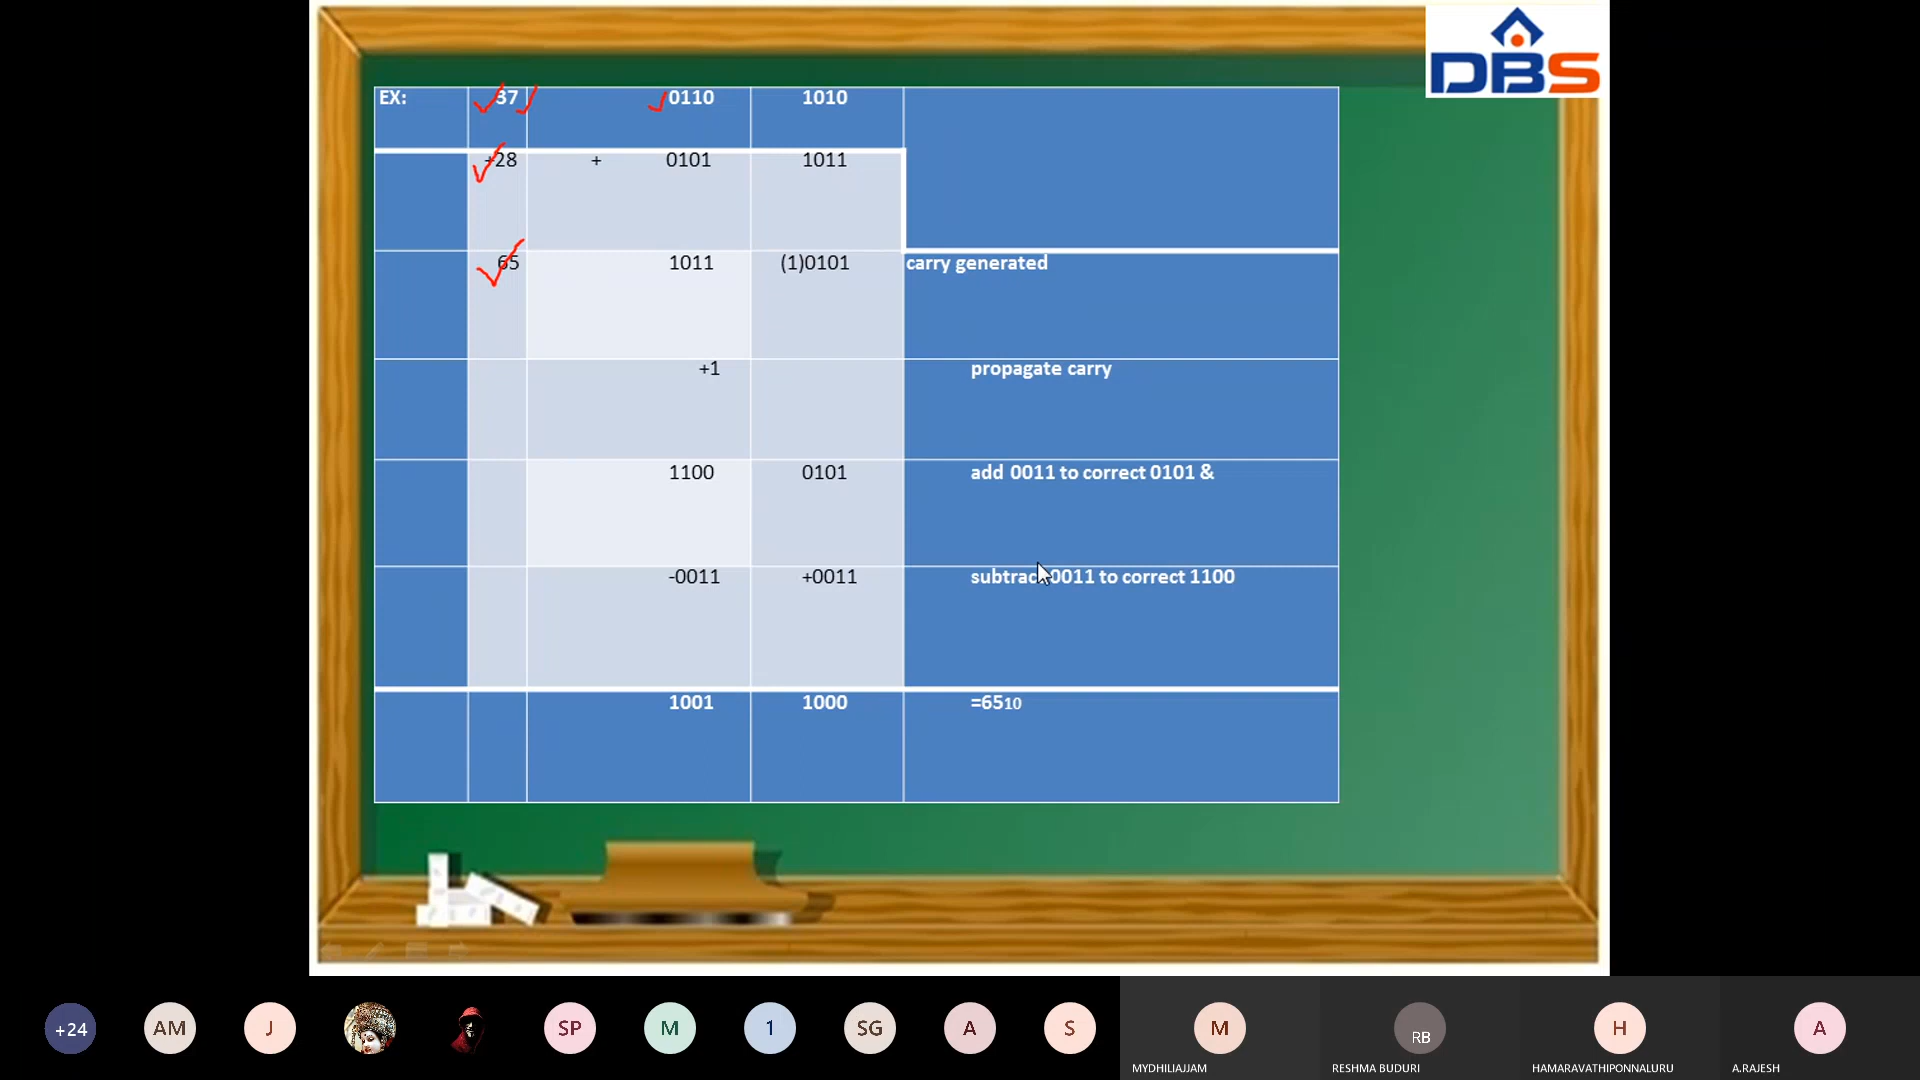 DBS
EX: 37 0110 1010
+28 + 0101 1011
65 1011 (1)0101 carry generated
+1 propagate carry
1100 0101 add 0011 to correct 0101 &
-0011 +0011 subtract 0011 to correct 1100
1001 1000 =6510
+24 AM J SP M 1 SG A S M RB H A
MYDHILIAJJAM RESHMA BUDURI HAMARAVATHIPONNALURU A.RAJESH